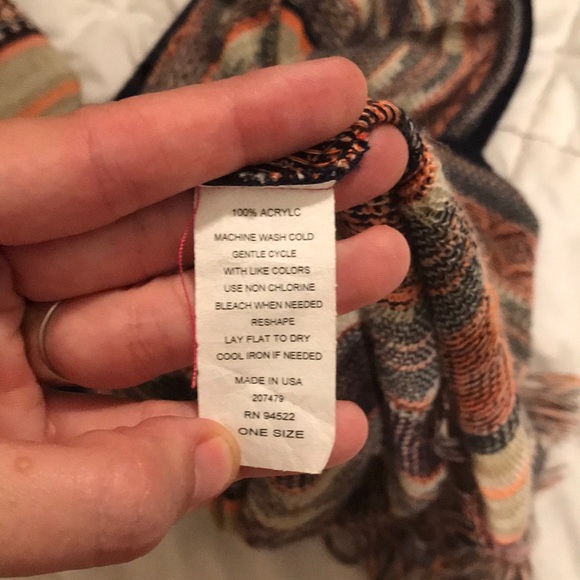 100% ACRYLC
MACHINE WASH COLD
GENTLE CYCLE
WITH LIKE COLORS
USE NON CHLORINE
BLEACH WHEN NEEDED
RESHAPE
LAY FLAT TO DRY
COOL IRON IF NEEDED
MADE IN USA
207479
RN 94522
ONE SIZE